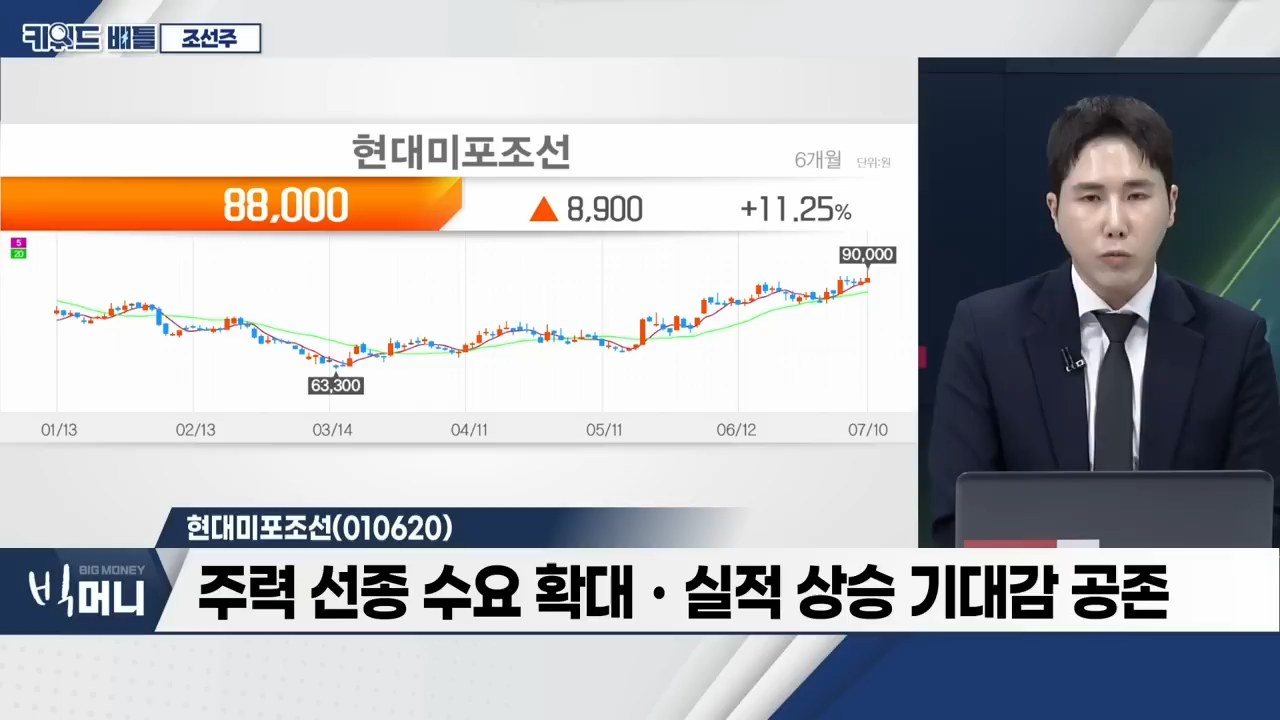 키워드 배틀 조선주
현대미포조선
6개월 단위:원
88,000 ▲ 8,900 +11.25%
5
20
90,000
63,300
01/13 02/13 03/14 04/11 05/11 06/12 07/10
현대미포조선(010620)
BIG MONEY
빅머니
주력 선종 수요 확대·실적 상승 기대감 공존